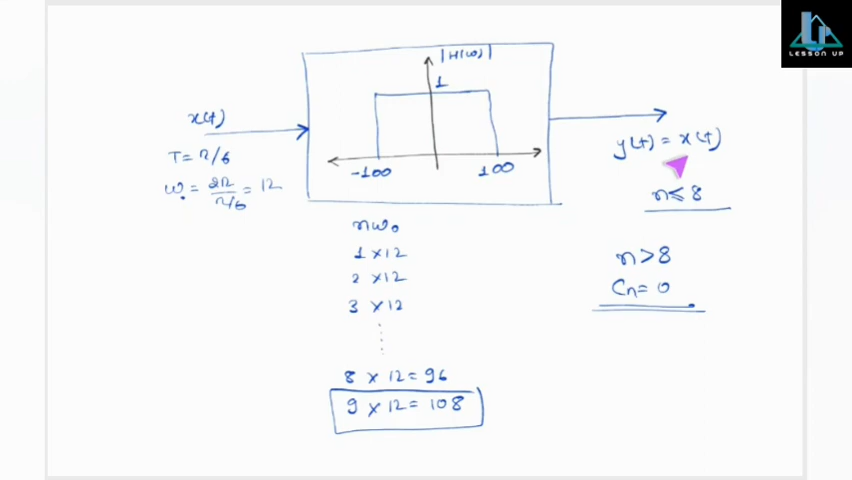 LESSON UP
|H(ω)|
1
x(t)
-100
100
y(t) = x(t)
T = π/6
ω₀ = 2π/π/6 = 12
n ≤ 8
nω₀
1 × 12
2 × 12
3 × 12
n > 8
Cn = 0
8 × 12 = 96
9 × 12 = 108